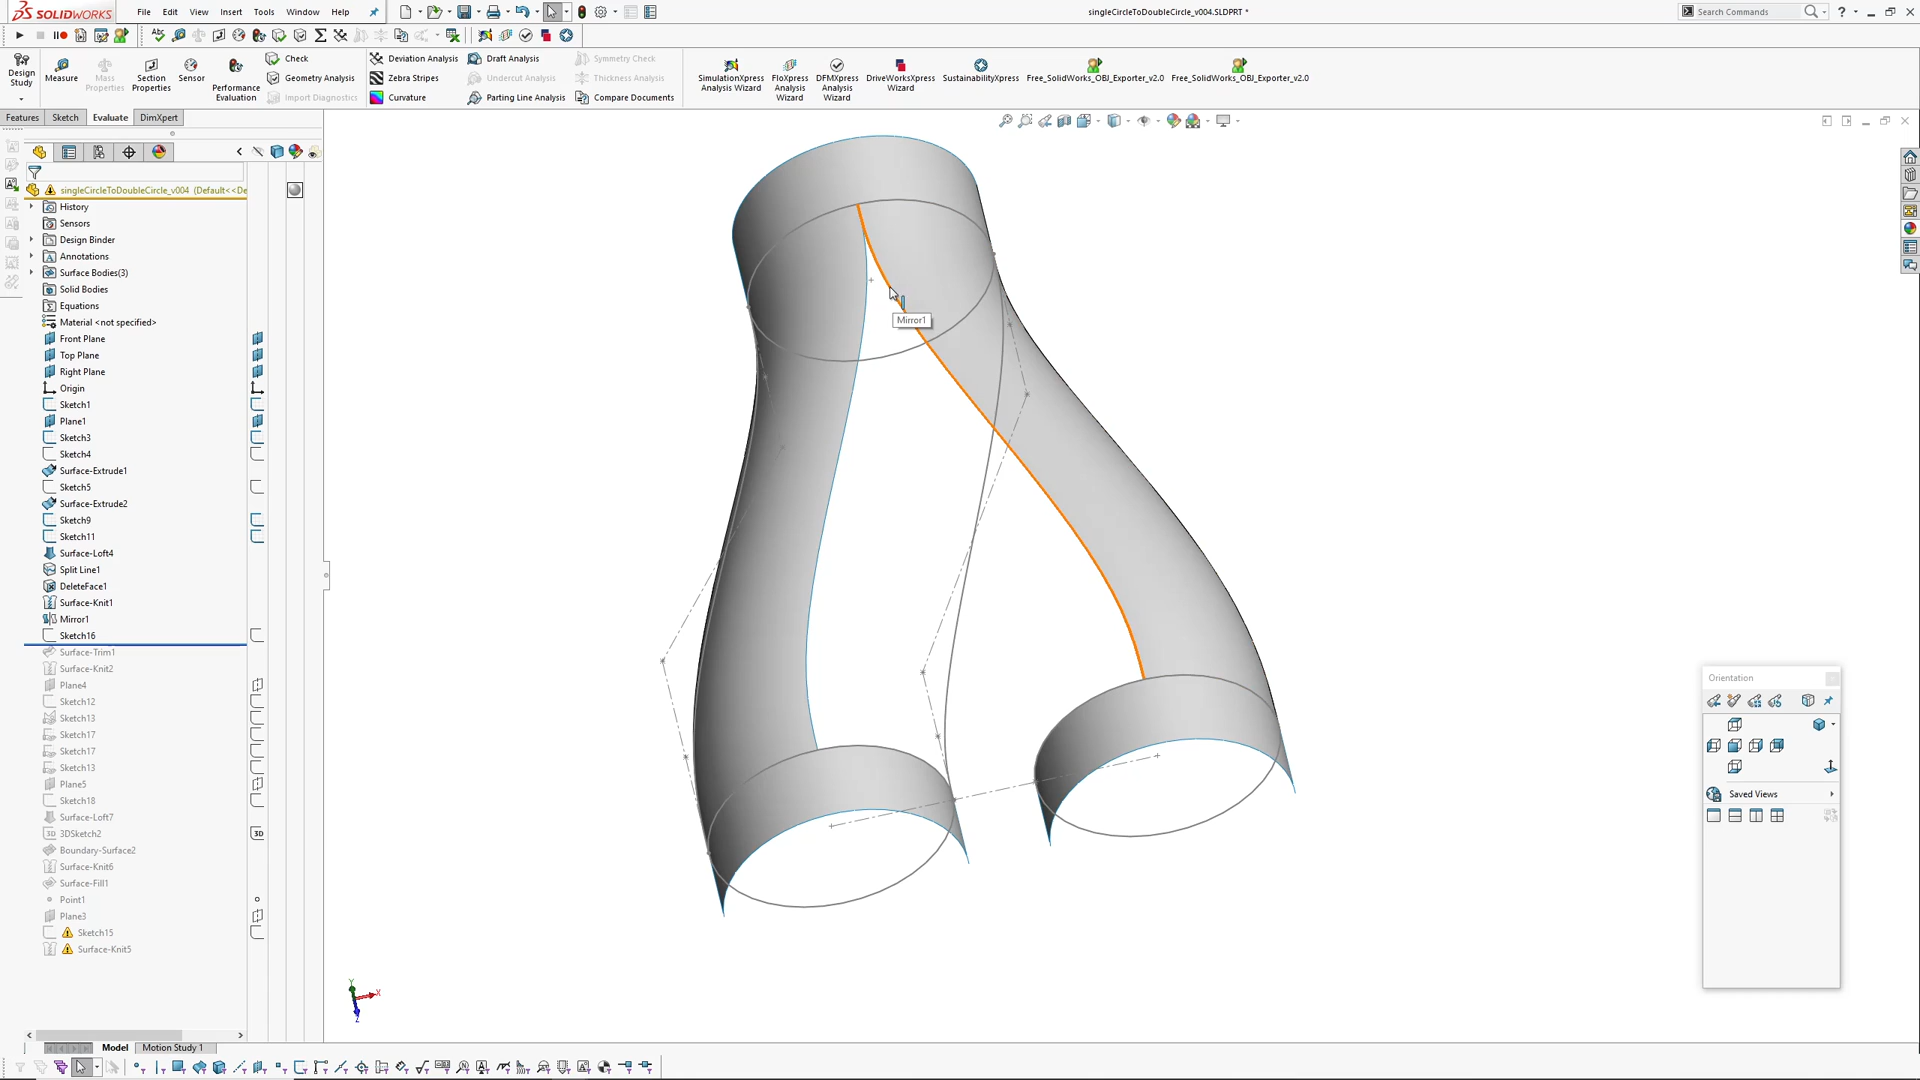 SOLIDWORKS
File Edit View Insert Tools Window Help
singleCircleToDoubleCircle_v004.SLDPRT *
Search Commands
Design Study
Measure
Mass Properties
Section Properties
Sensor
Performance Evaluation
Check
Geometry Analysis
Import Diagnostics
Deviation Analysis
Zebra Stripes
Curvature
Draft Analysis
Undercut Analysis
Parting Line Analysis
Symmetry Check
Thickness Analysis
Compare Documents
SimulationXpress Analysis Wizard
FloXpress Analysis Wizard
DFMXpress Analysis Wizard
DriveWorksXpress Wizard
SustainabilityXpress
Free_SolidWorks_OBJ_Exporter_v2.0
Free_SolidWorks_OBJ_Exporter_v2.0
Features Sketch Evaluate DimXpert
singleCircleToDoubleCircle_v004 (Default<<De
History
Sensors
Design Binder
Annotations
Surface Bodies(3)
Solid Bodies
Equations
Material <not specified>
Front Plane
Top Plane
Right Plane
Origin
Sketch1
Plane1
Sketch3
Sketch4
Surface-Extrude1
Sketch5
Surface-Extrude2
Sketch9
Sketch11
Surface-Loft4
Split Line1
DeleteFace1
Surface-Knit1
Mirror1
Sketch16
Surface-Trim1
Surface-Knit2
Plane4
Sketch12
Sketch13
Sketch17
Sketch17
Sketch13
Plane5
Sketch18
Surface-Loft7
3DSketch2
Boundary-Surface2
Surface-Knit6
Surface-Fill1
Point1
Plane3
Sketch15
Surface-Knit5
3D
Mirror1
Orientation
Saved Views
Y
X
Z
Model Motion Study 1